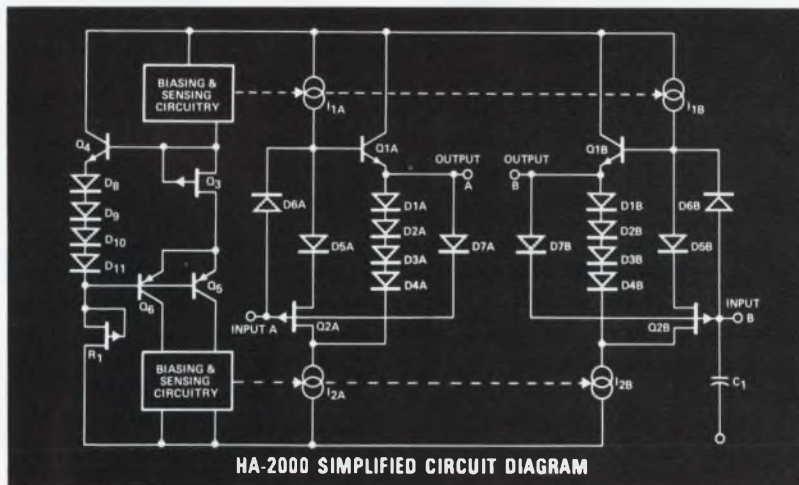 BIASING &
SENSING
CIRCUITRY
I1A
I1B
Q4
Q1A
Q1B
OUTPUT
A
OUTPUT
B
Q3
D8
D9
D10
D11
D6A
D5A
D1A
D2A
D3A
D4A
D7A
D7B
D1B
D2B
D3B
D4B
D6B
D5B
Q6
Q5
INPUT A
Q2A
Q2B
INPUT
B
R1
C1
BIASING &
SENSING
CIRCUITRY
I2A
I2B
HA-2000 SIMPLIFIED CIRCUIT DIAGRAM